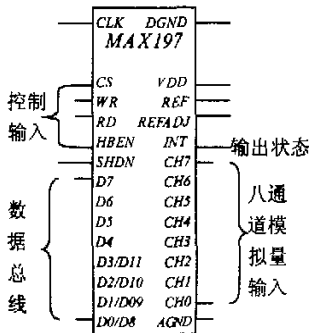 CLK DGND
MAX197
CS VDD
WR REF
RD REFADJ
HBEN INT
SHDN CH7
D7 CH6
D6 CH5
D5 CH4
D4 CH3
D3/D11 CH2
D2/D10 CH1
D1/D09 CH0
D0/D8 AGND
控制
输入
数
据
总
线
输出状态
八通
道模
拟量
输入